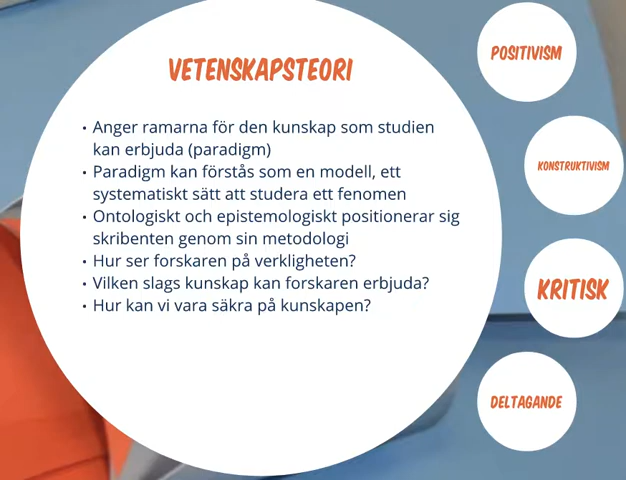 VETENSKAPSTEORI
• Anger ramarna för den kunskap som studien
kan erbjuda (paradigm)
• Paradigm kan förstås som en modell, ett
systematiskt sätt att studera ett fenomen
• Ontologiskt och epistemologiskt positionerar sig
skribenten genom sin metodologi
• Hur ser forskaren på verkligheten?
• Vilken slags kunskap kan forskaren erbjuda?
• Hur kan vi vara säkra på kunskapen?
POSITIVISM
KONSTRUKTIVISM
KRITISK
DELTAGANDE